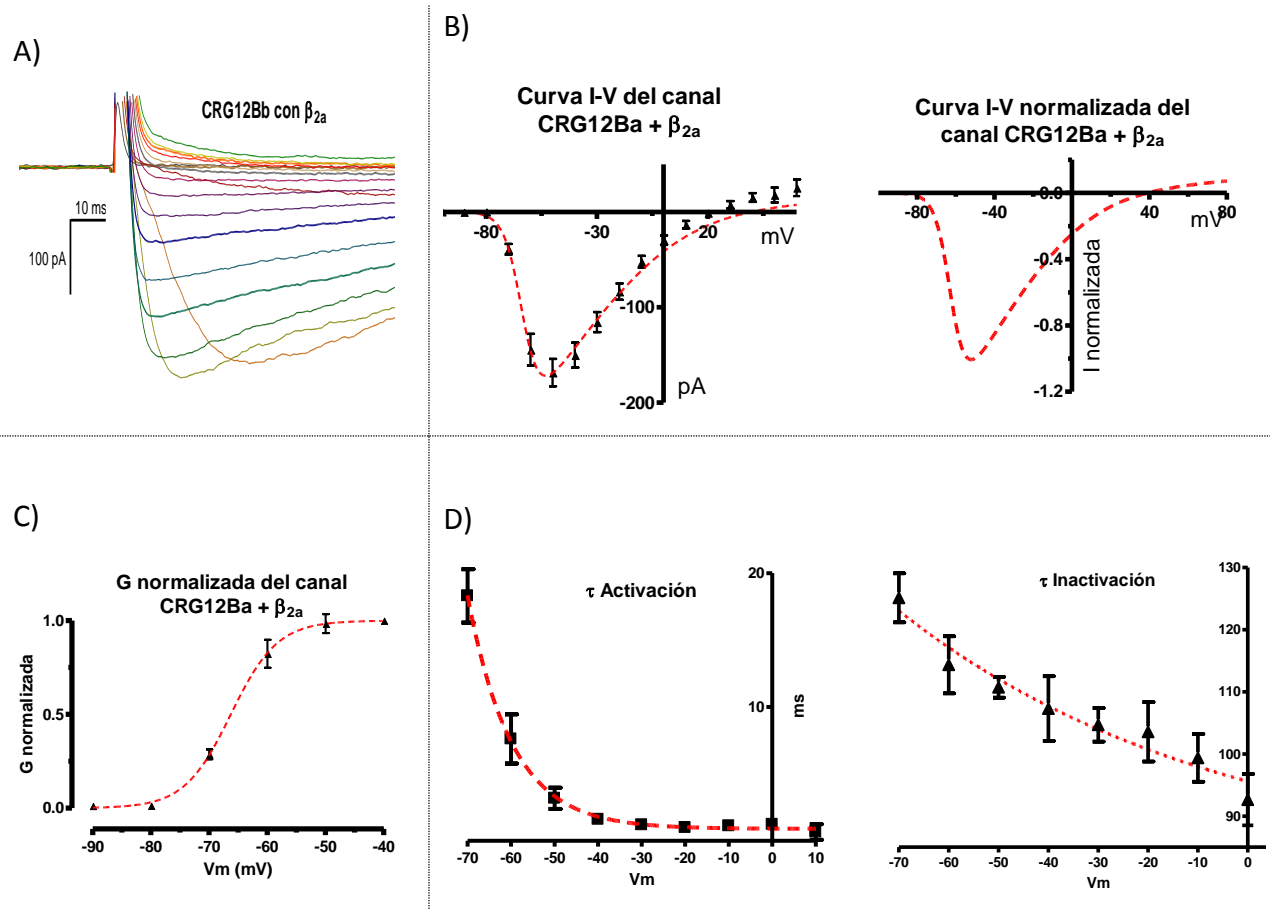 A)
CRG12Bb con β2a
10 ms
100 pA
B)
Curva I-V del canal
CRG12Ba + β2a
-80
-30
20
mV
-100
-200
pA
Curva I-V normalizada del
canal CRG12Ba + β2a
0.0
-80
-40
40
80
mV
-0.4
-0.8
-1.2
I normalizada
C)
G normalizada del canal
CRG12Ba + β2a
1.0
0.5
0.0
G normalizada
-90
-80
-70
-60
-50
-40
Vm (mV)
D)
τ Activación
20
10
ms
-70
-60
-50
-40
-30
-20
-10
0
10
Vm
τ Inactivación
130
120
110
100
90
-70
-60
-50
-40
-30
-20
-10
0
Vm